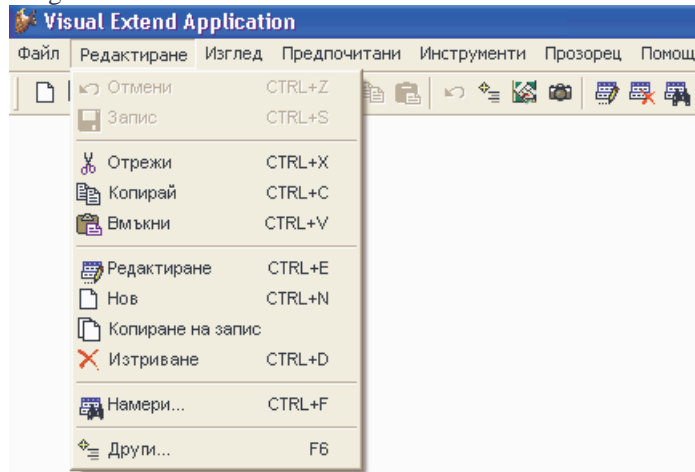 Visual Extend Application
Файл Редактиране Изглед Предпочитани Инструменти Прозорец Помощ
Отмени CTRL+Z
Запис CTRL+S
Отрежи CTRL+X
Копирай CTRL+C
Вмъкни CTRL+V
Редактиране CTRL+E
Нов CTRL+N
Копиране на запис
Изтриване CTRL+D
Намери... CTRL+F
Други... F6